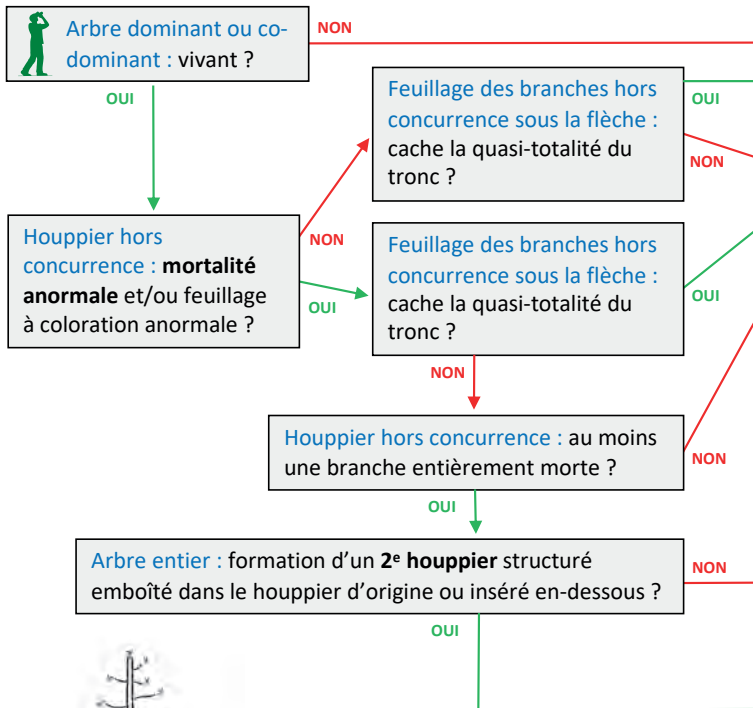 Arbre dominant ou co-
dominant : vivant ?
NON
OUI
Feuillage des branches hors
concurrence sous la flèche :
cache la quasi-totalité du
tronc ?
OUI
NON
Houppier hors
concurrence : mortalité
anormale et/ou feuillage
à coloration anormale ?
NON
OUI
Feuillage des branches hors
concurrence sous la flèche :
cache la quasi-totalité du
tronc ?
OUI
NON
Houppier hors concurrence : au moins
une branche entièrement morte ?
NON
OUI
Arbre entier : formation d’un 2ᵉ houppier structuré
emboîté dans le houppier d’origine ou inséré en-dessous ?
NON
OUI